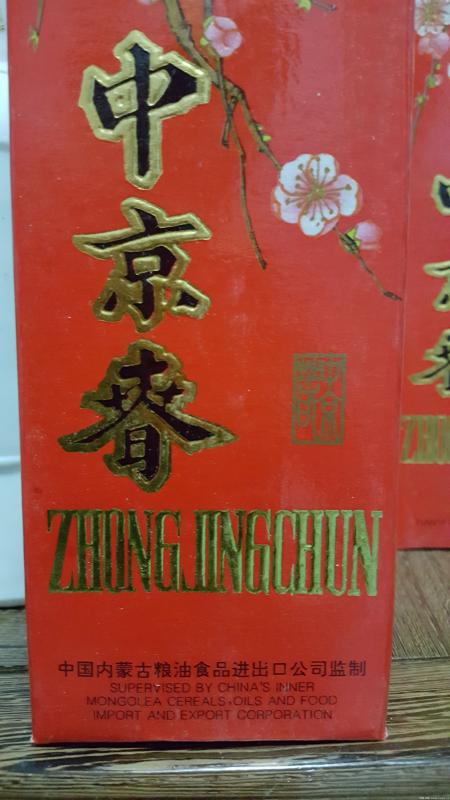 中京春
ZHONGJINGCHUN
中国内蒙古粮油食品进出口公司监制
SUPERVISED BY CHINA'S INNER
MONGOLEA CEREALS, OILS AND FOOD
IMPORT AND EXPORT CORPORATION